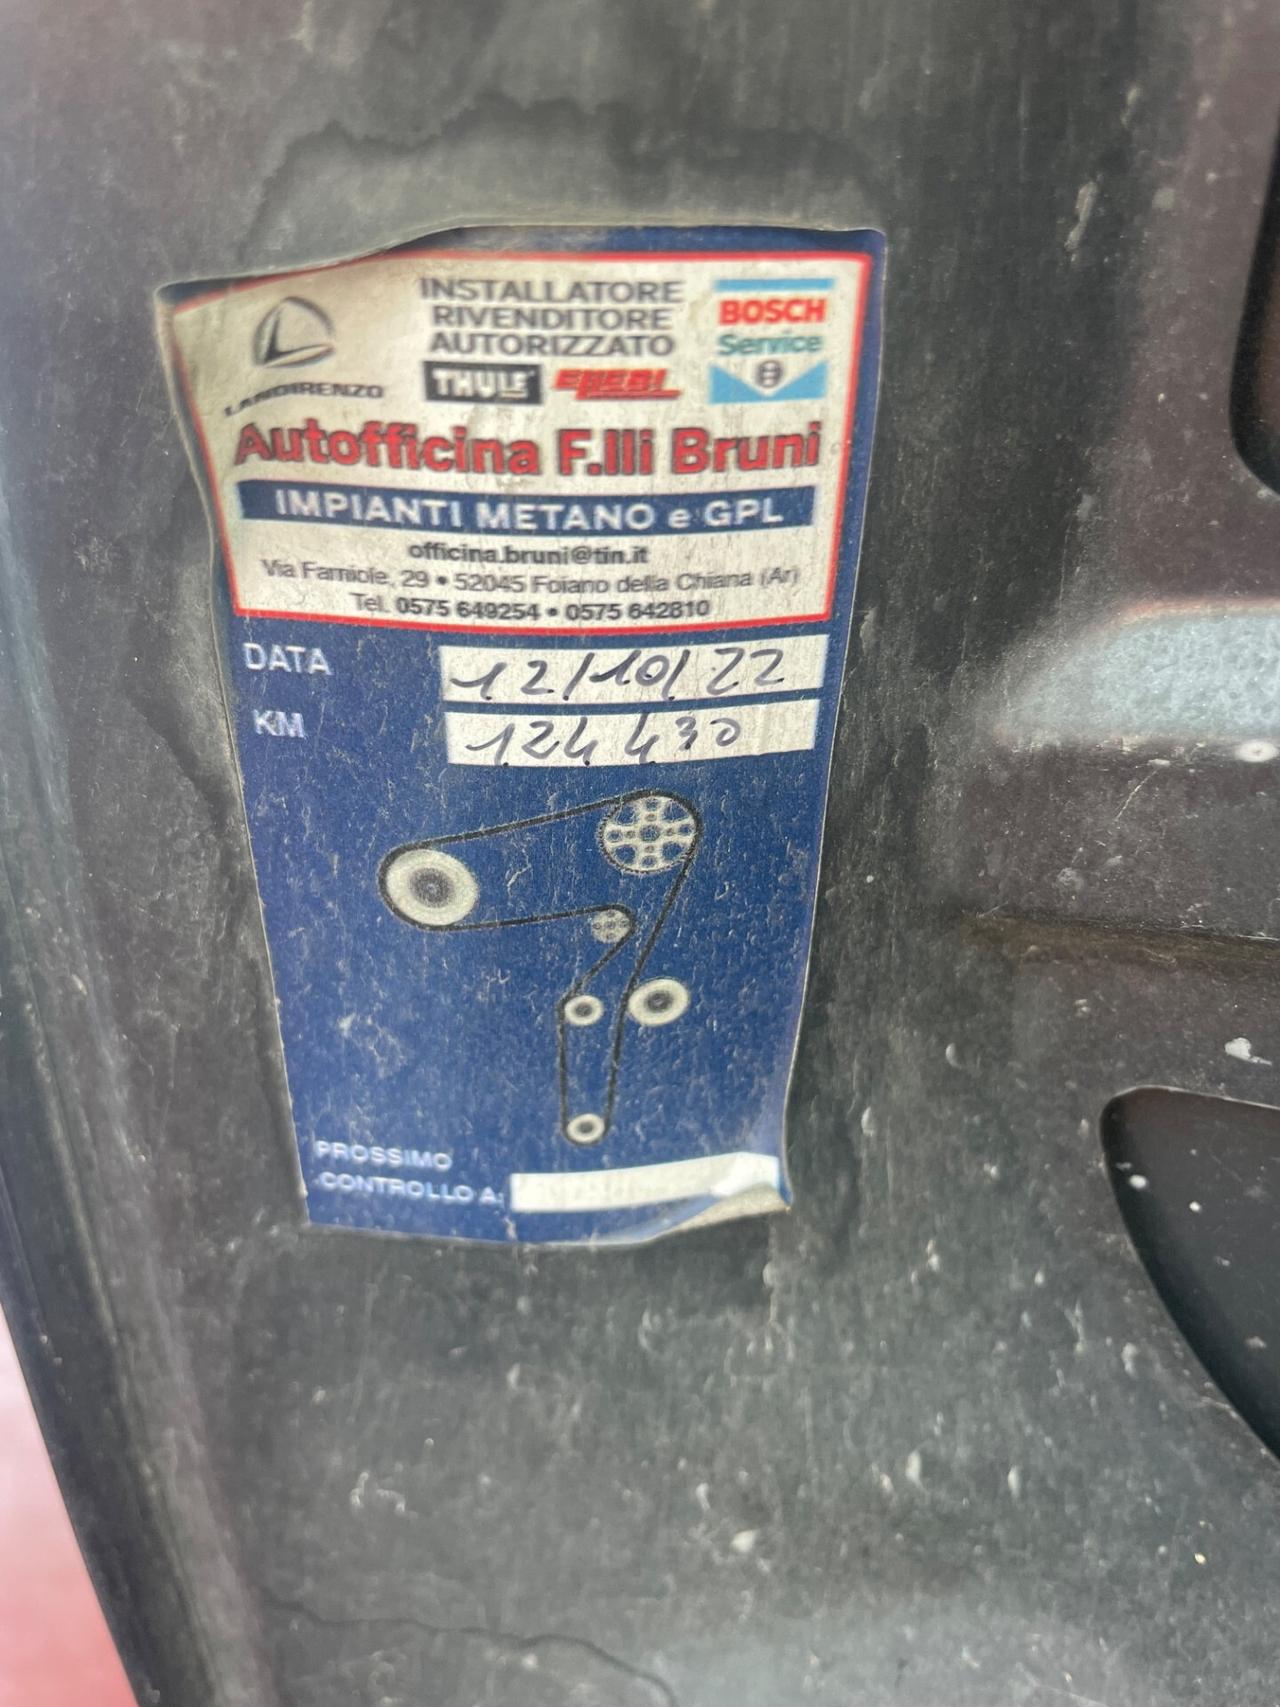 INSTALLATORE
RIVENDITORE
AUTORIZZATO
LANDIRENZO
THULE
BOSCH
Service
Autofficina F.lli Bruni
IMPIANTI METANO e GPL
officina.bruni@tin.it
Via Farniole, 29 • 52045 Foiano della Chiana (Ar)
Tel. 0575 649254 • 0575 642810
DATA 12/10/22
KM 124430
PROSSIMO
CONTROLLO A: